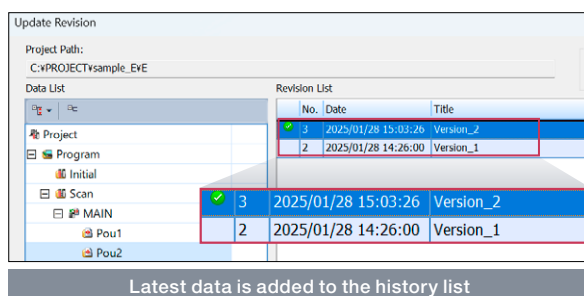 Update Revision
Project Path:
C:¥PROJECT¥sample_E¥E
Data List
Revision List
No. Date Title
3 2025/01/28 15:03:26 Version_2
2 2025/01/28 14:26:00 Version_1
Project
Program
Initial
Scan
MAIN
Pou1
Pou2
3 2025/01/28 15:03:26 Version_2
2 2025/01/28 14:26:00 Version_1
Latest data is added to the history list